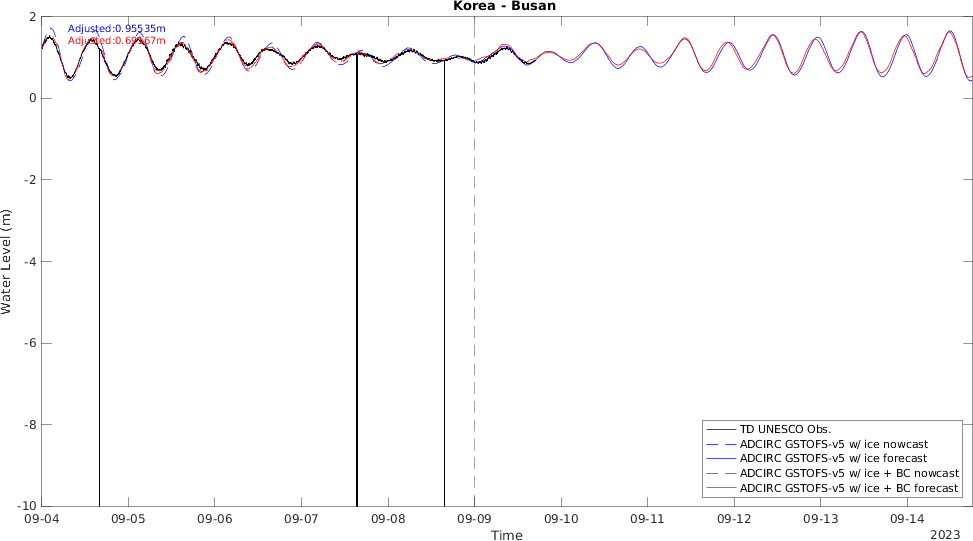 Korea - Busan
Adjusted:0.95535m
Water Level (m)
2
0
-2
-4
-6
-8
-10
09-04
09-05
09-06
09-07
09-08
09-09
09-10
09-11
09-12
09-13
09-14
Time
2023
TD UNESCO Obs.
ADCIRC GSTOFS-v5 w/ ice nowcast
ADCIRC GSTOFS-v5 w/ ice forecast
ADCIRC GSTOFS-v5 w/ ice + BC nowcast
ADCIRC GSTOFS-v5 w/ ice + BC forecast